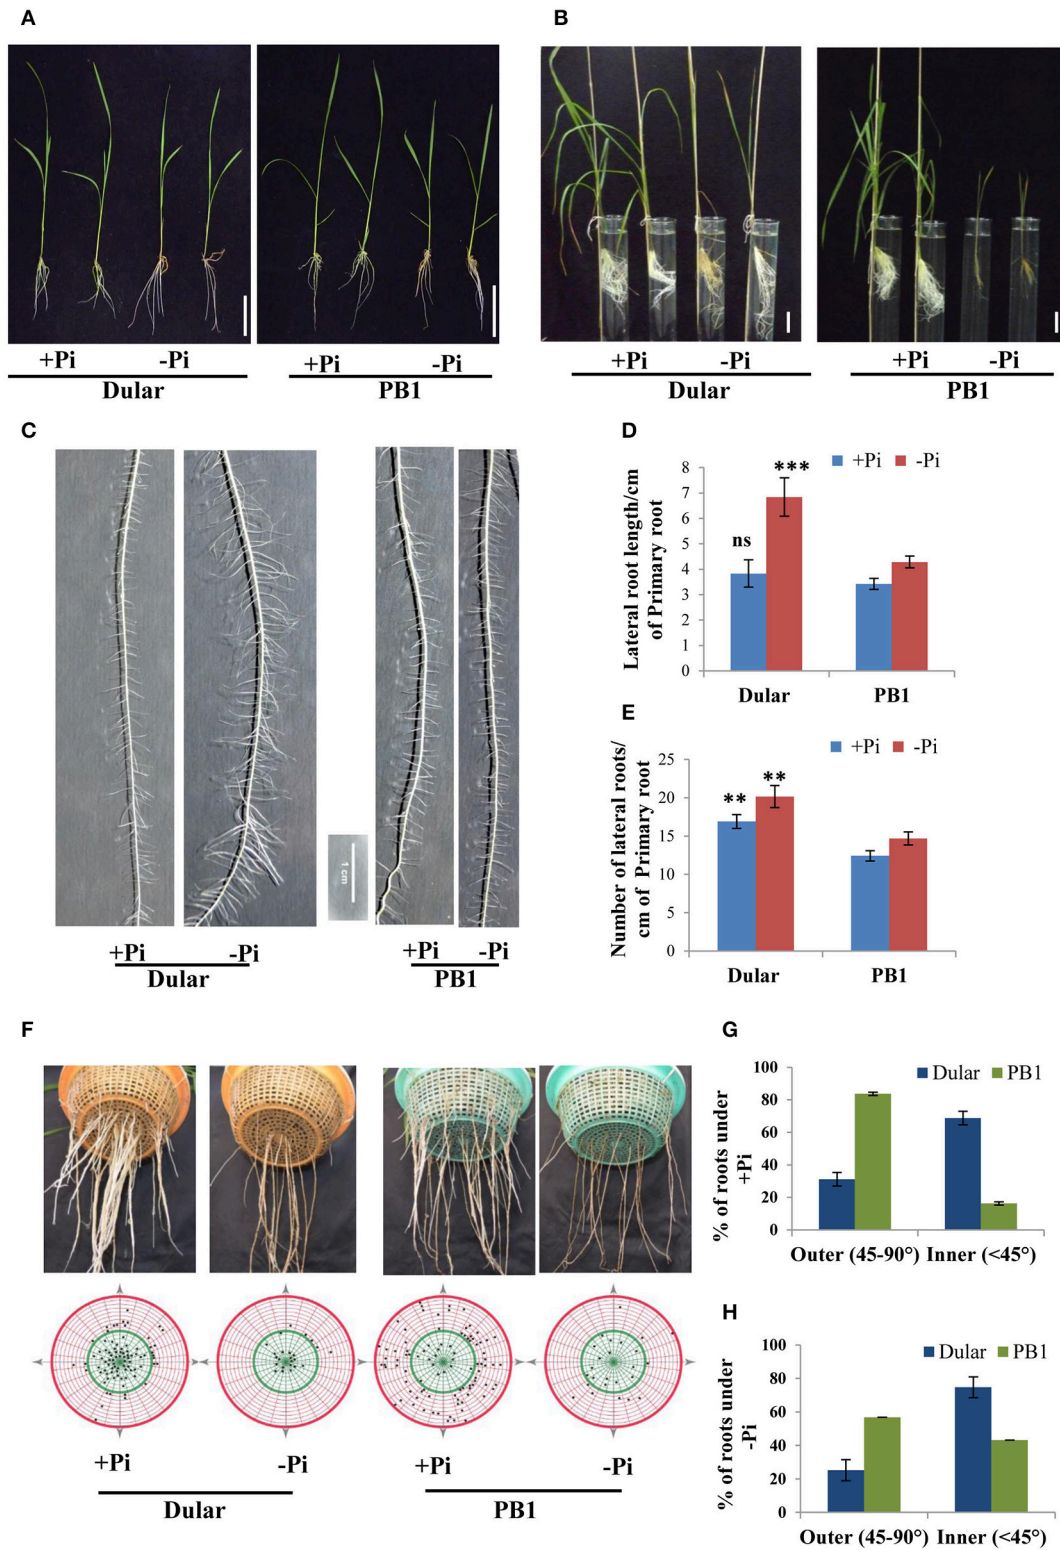 A
B
+Pi -Pi
Dular
+Pi -Pi
PB1
+Pi -Pi
Dular
+Pi -Pi
PB1
C
1 cm
+Pi -Pi
Dular
+Pi -Pi
PB1
D
+Pi -Pi
Lateral root length/cm
of Primary root
8
7
6
5
4
3
2
1
0
ns
***
Dular PB1
E
+Pi -Pi
Number of lateral roots/
cm of Primary root
25
20
15
10
5
0
**
**
Dular PB1
F
+Pi -Pi
Dular
+Pi -Pi
PB1
G
Dular PB1
% of roots under
+Pi
100
80
60
40
20
0
Outer (45-90°) Inner (<45°)
H
Dular PB1
% of roots under
-Pi
100
80
60
40
20
0
Outer (45-90°) Inner (<45°)